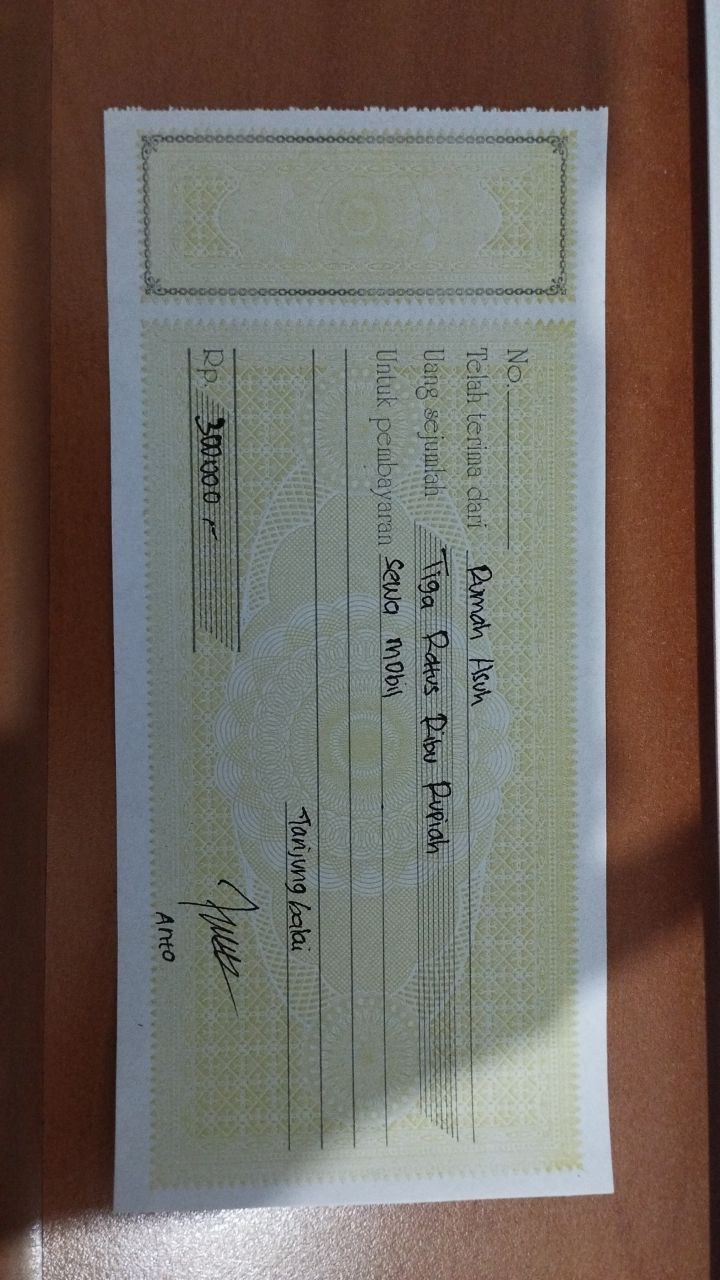 No.
Telah terima dari Rumah Asuh
Uang sejumlah Tiga Ratus Ribu Rupiah
Untuk pembayaran Sewa mobil
Tanjung balai
Rp. 300000,-
Anto